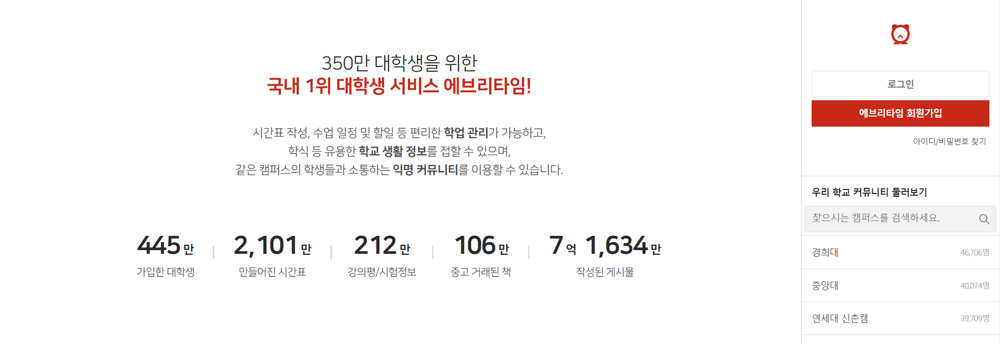 350만 대학생을 위한
국내 1위 대학생 서비스 에브리타임!
시간표 작성, 수업 일정 및 할일 등 편리한 학업 관리가 가능하고,
학식 등 유용한 학교 생활 정보를 접할 수 있으며,
같은 캠퍼스의 학생들과 소통하는 익명 커뮤니티를 이용할 수 있습니다.
445만
가입한 대학생
2,101만
만들어진 시간표
212만
강의평/시험정보
106만
중고 거래된 책
7억 1,634만
작성된 게시물
로그인
에브리타임 회원가입
아이디/비밀번호 찾기
우리 학교 커뮤니티 둘러보기
찾으시는 캠퍼스를 검색하세요.
경희대 46,706명
중앙대 40,074명
연세대 신촌캠 39,709명